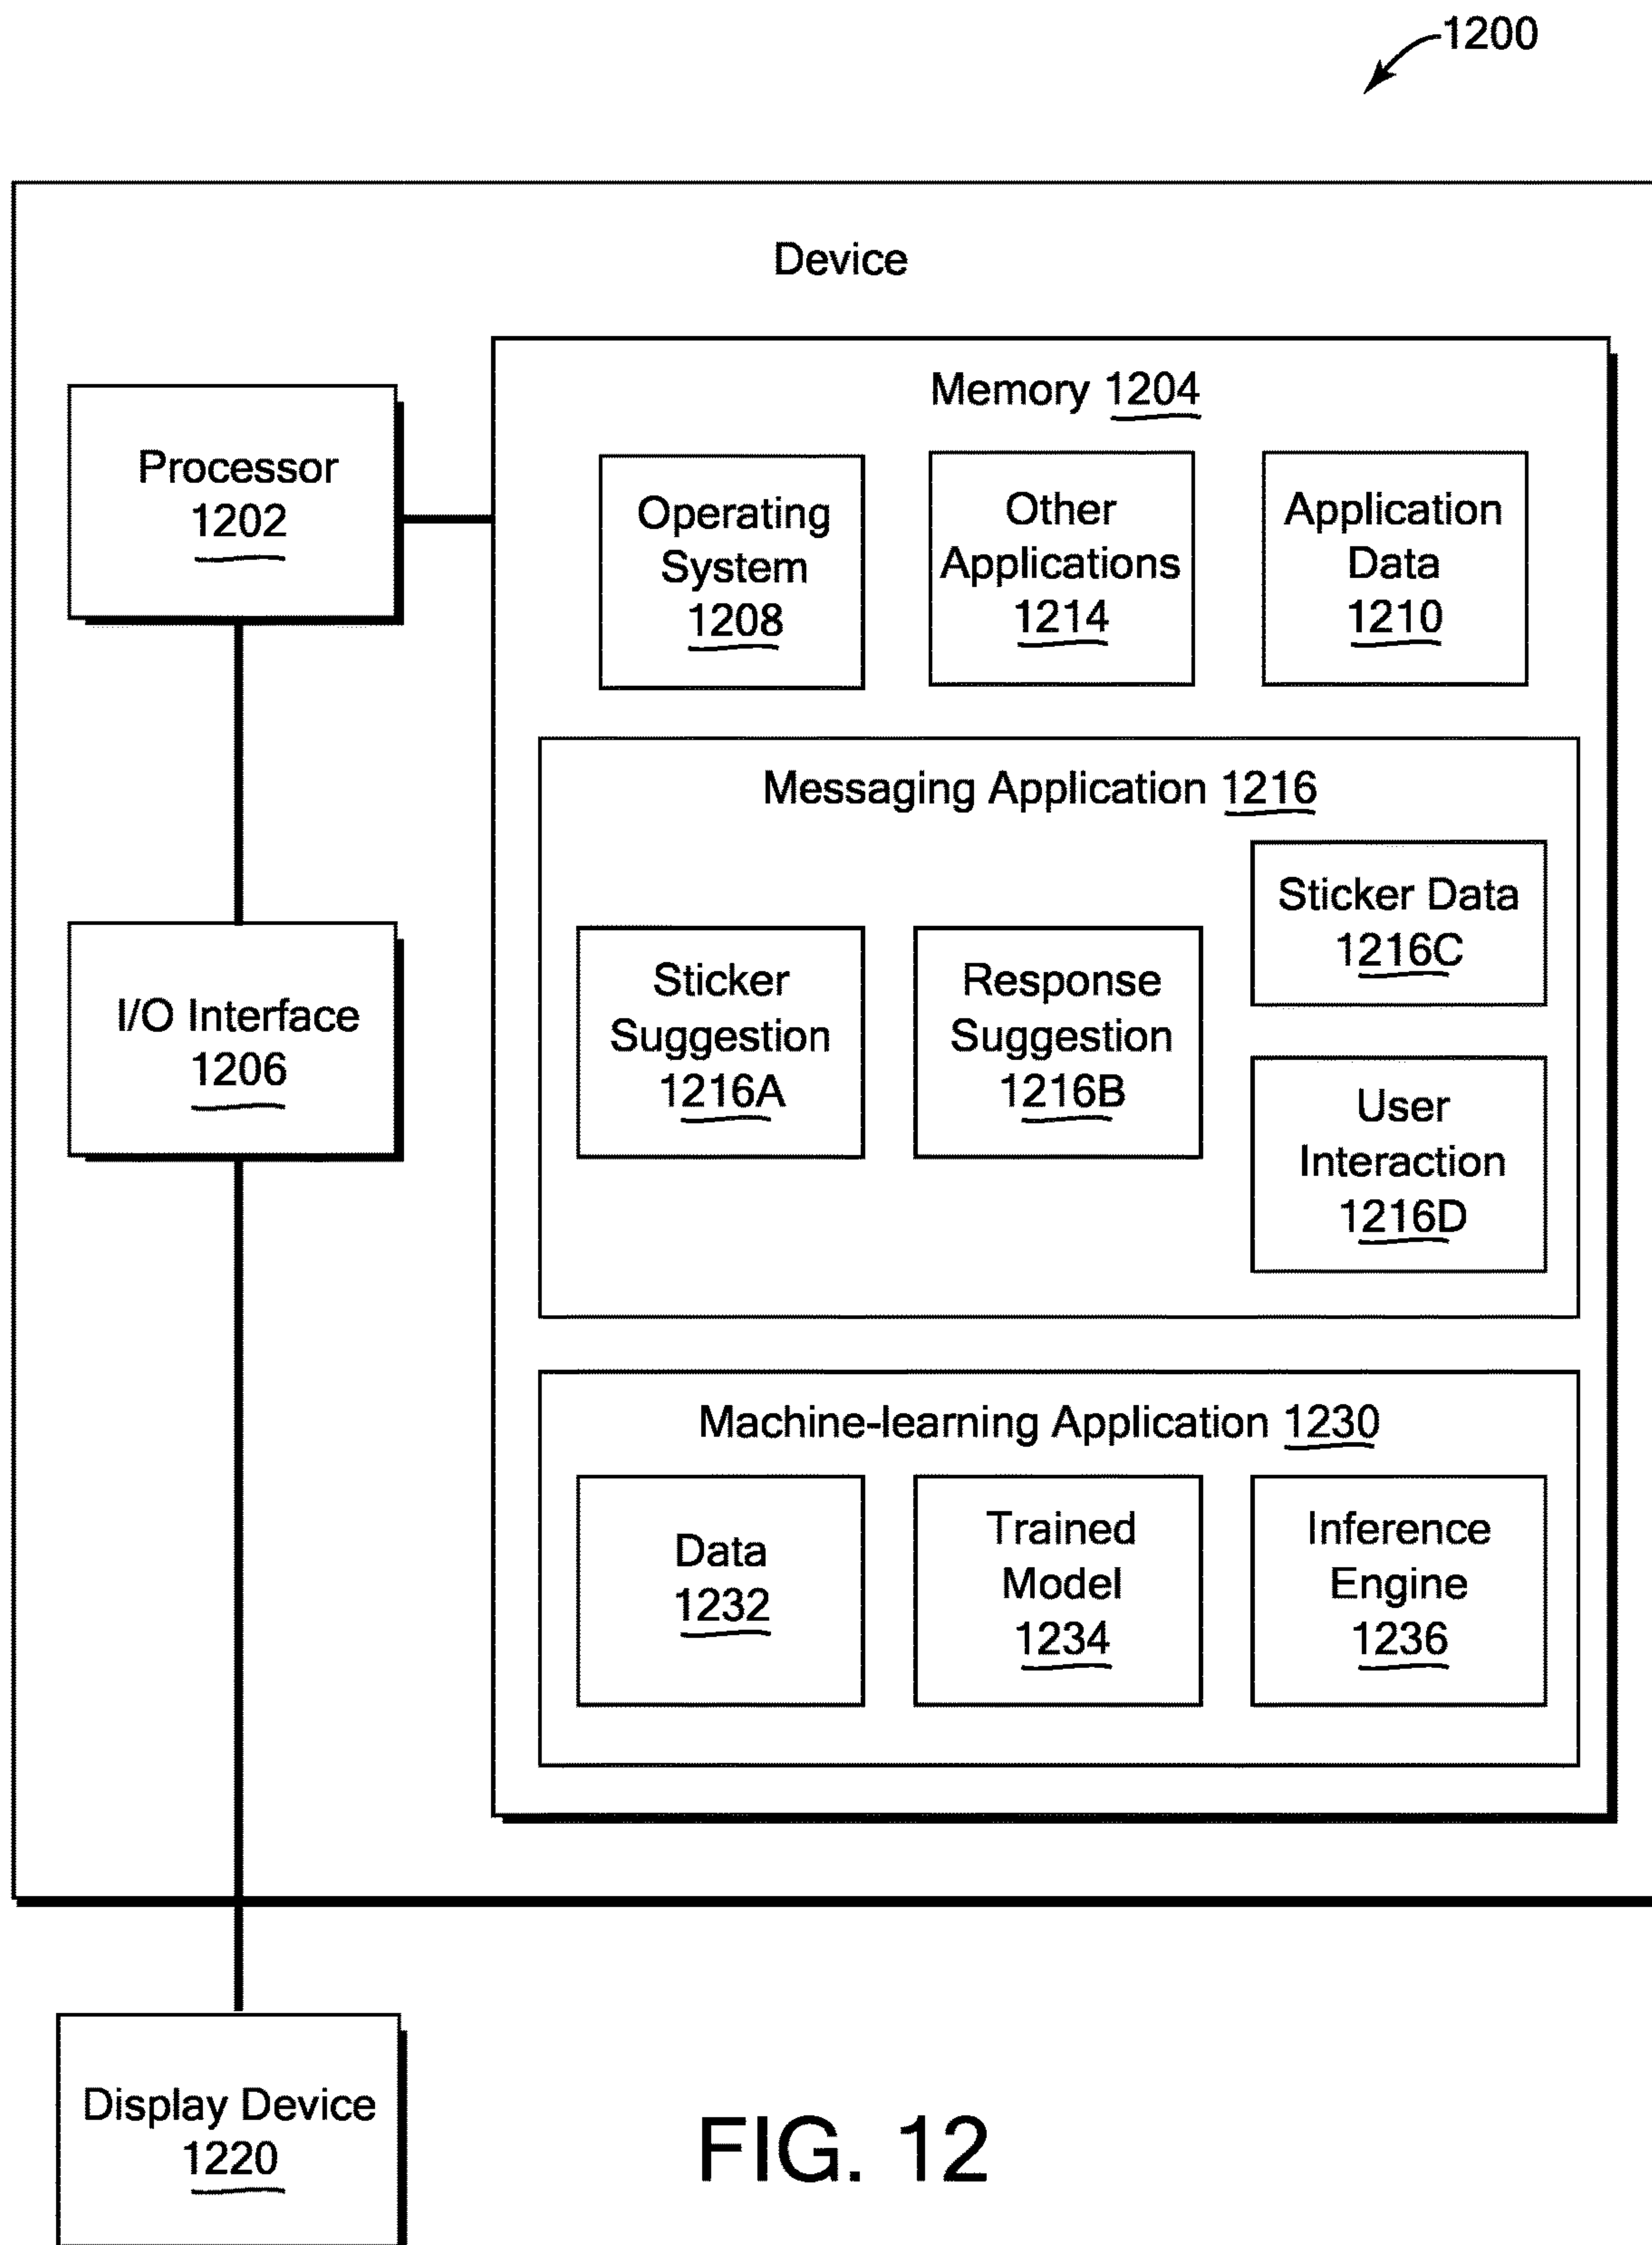 1200
Device
Processor
1202
Memory 1204
Operating
System
1208
Other
Applications
1214
Application
Data
1210
Messaging Application 1216
Sticker
Suggestion
1216A
Response
Suggestion
1216B
Sticker Data
1216C
User
Interaction
1216D
I/O Interface
1206
Machine-learning Application 1230
Data
1232
Trained
Model
1234
Inference
Engine
1236
Display Device
1220
FIG. 12